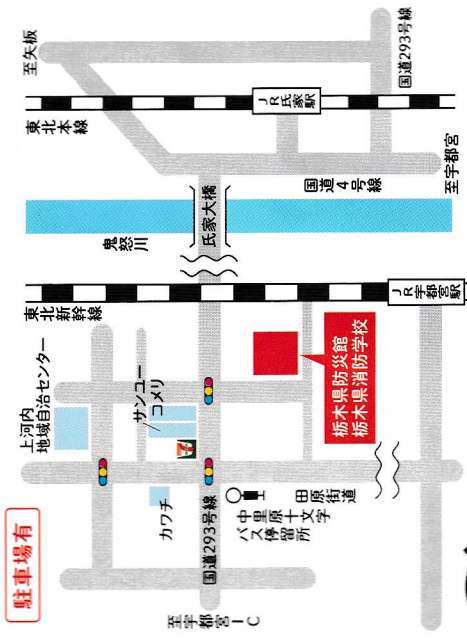 駐車場有
上河内
地域自治センター
東北新幹線
鬼怒川
東北本線
至矢板
サンユー
コメリ
カワチ
国道293号線
至宇都宮IC
中里原十文字
バス停留所
田原街道
栃木県防災館
栃木県消防学校
氏家大橋
JR氏家駅
国道4号線
国道293号線
至宇都宮
JR宇都宮駅